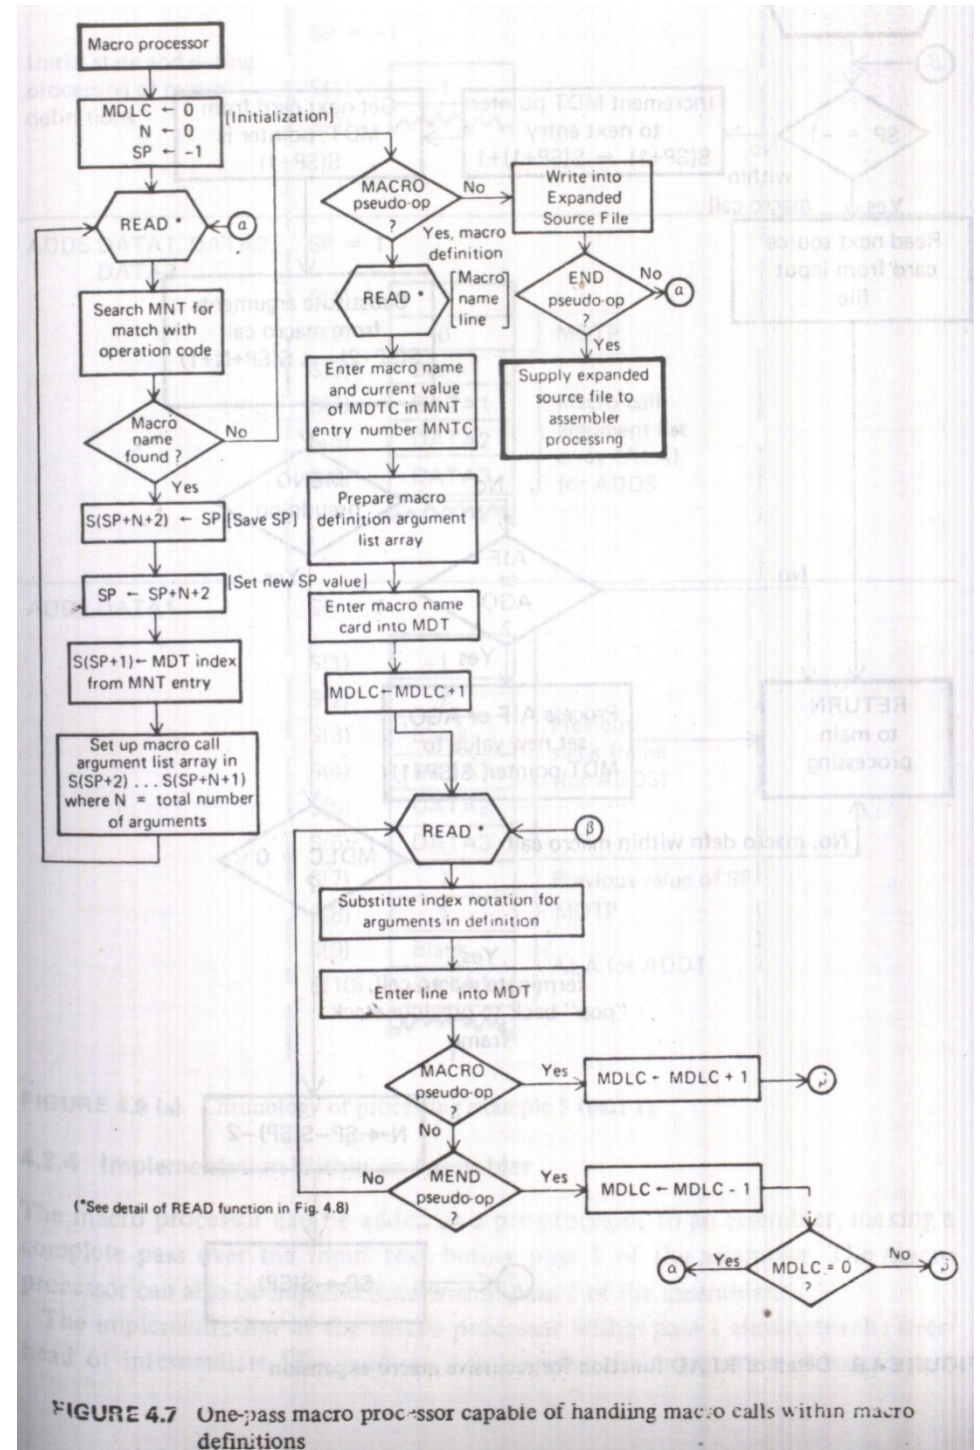 Macro processor
MDLC ← 0
N ← 0
SP ← -1
[Initialization]
READ *
α
Search MNT for
match with
operation code
Macro
name
found ?
No
Yes
S(SP+N+2) ← SP
[Save SP]
SP ← SP+N+2
[Set new SP value]
S(SP+1)← MDT index
from MNT entry
Set up macro call
argument list array in
S(SP+2) . . . S(SP+N+1)
where N = total number
of arguments
MACRO
pseudo-op
?
No
Yes, macro
definition
Write into
Expanded
Source File
END
pseudo-op
?
No
α
Yes
Supply expanded
source file to
assembler
processing
READ *
[Macro
name
line]
Enter macro name
and current value
of MDTC in MNT
entry number MNTC
Prepare macro
definition argument
list array
Enter macro name
card into MDT
MDLC←MDLC+1
READ *
β
Substitute index notation for
arguments in definition
Enter line into MDT
MACRO
pseudo-op
?
Yes
MDLC - MDLC + 1
No
MEND
pseudo-op
?
No
Yes
MDLC ← MDLC - 1
MDLC = 0
?
Yes
α
No
(*See detail of READ function in Fig. 4.8)
FIGURE 4.7 One-pass macro processor capable of handling macro calls within macro
definitions